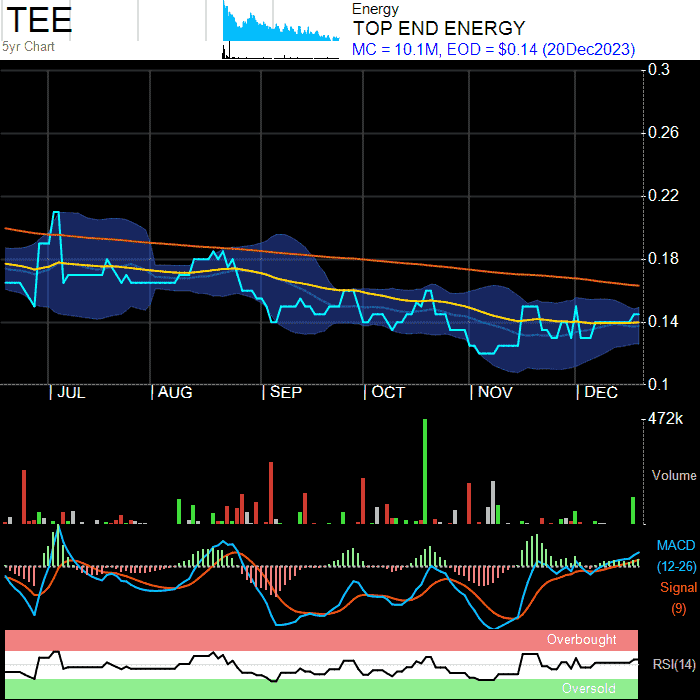 TEE
5yr Chart
Energy
TOP END ENERGY
MC = 10.1M, EOD = $0.14 (20Dec2023)
0.3
0.26
0.22
0.18
0.14
0.1
JUL AUG SEP OCT NOV DEC
472k
Volume
MACD
(12-26)
Signal
(9)
Overbought
RSI(14)
Oversold